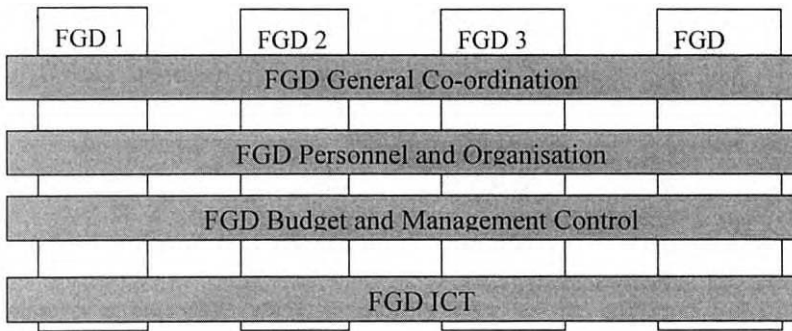 FGD 1 FGD 2 FGD 3 FGD
FGD General Co-ordination
FGD Personnel and Organisation
FGD Budget and Management Control
FGD ICT